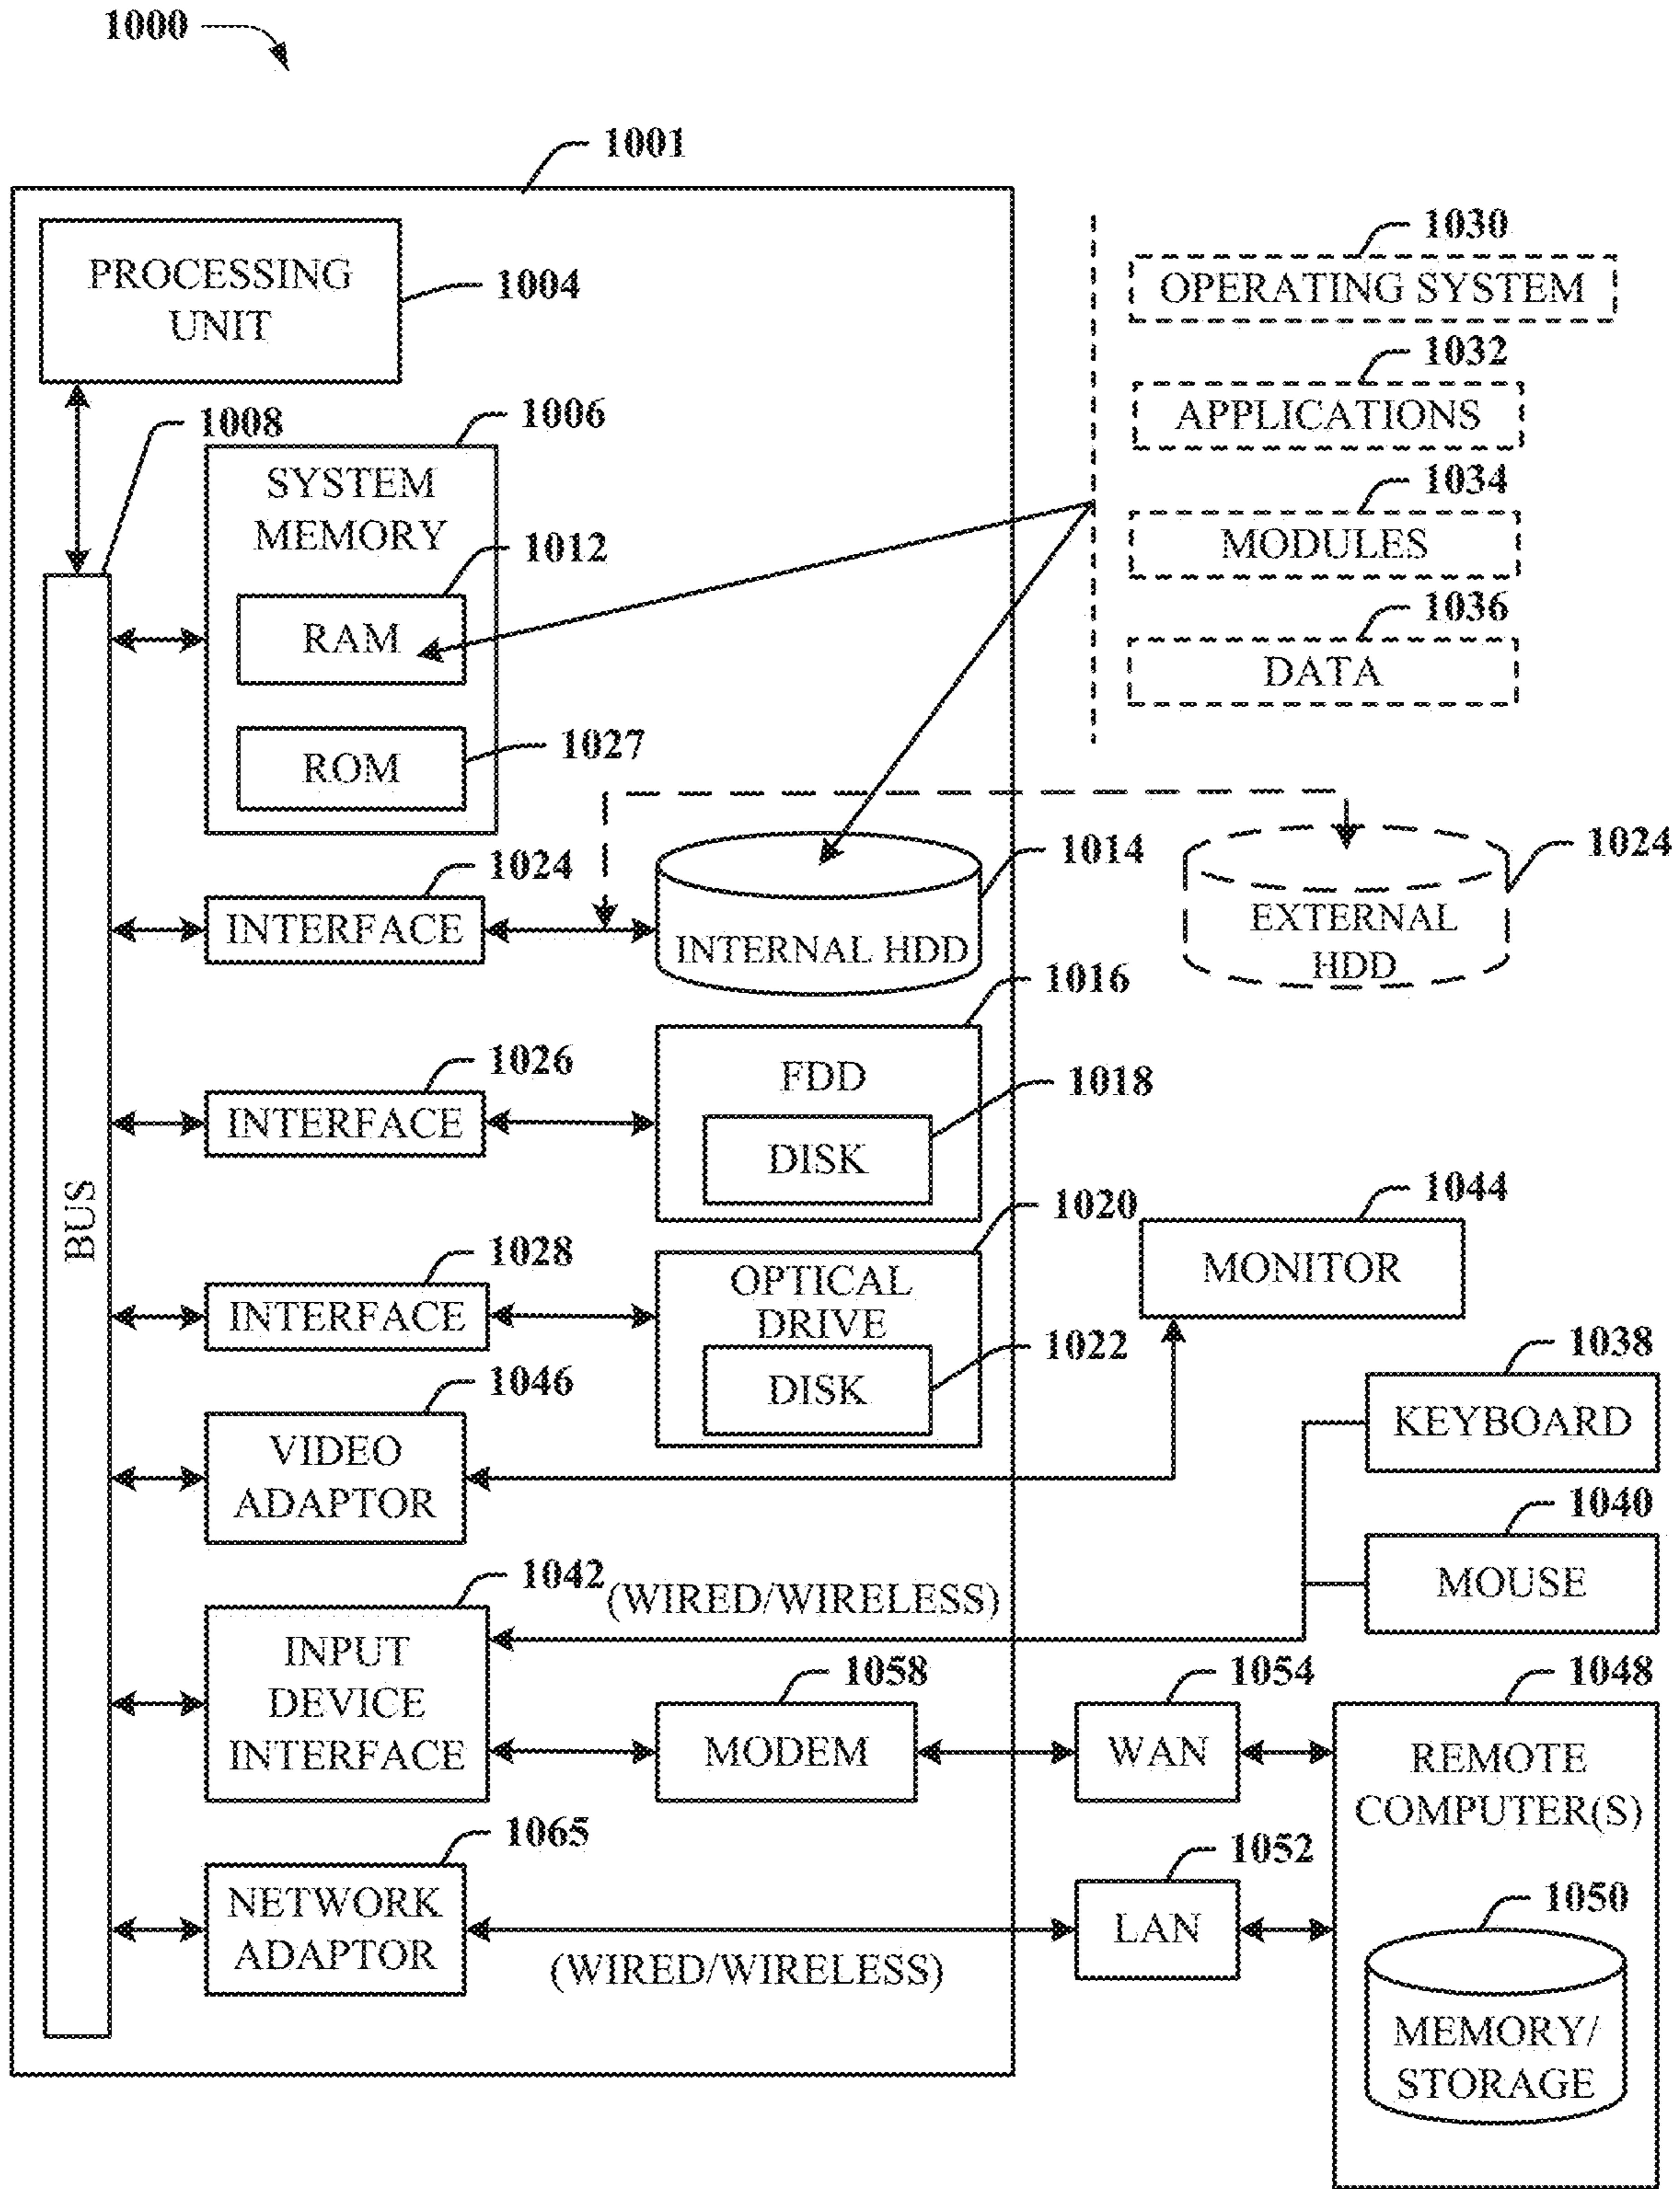 1000
1001
PROCESSING
UNIT
1004
1030
OPERATING SYSTEM
1032
APPLICATIONS
1034
MODULES
1036
DATA
1008
1006
SYSTEM
MEMORY
1012
RAM
1027
ROM
1024
INTERFACE
1014
INTERNAL HDD
1024
EXTERNAL
HDD
BUS
1026
INTERFACE
1016
FDD
1018
DISK
1028
INTERFACE
1020
OPTICAL
DRIVE
1022
DISK
1044
MONITOR
1046
VIDEO
ADAPTOR
1038
KEYBOARD
1040
MOUSE
1042
(WIRED/WIRELESS)
INPUT
DEVICE
INTERFACE
1058
MODEM
1054
WAN
1048
REMOTE
COMPUTER(S)
1065
NETWORK
ADAPTOR
(WIRED/WIRELESS)
1052
LAN
1050
MEMORY/
STORAGE